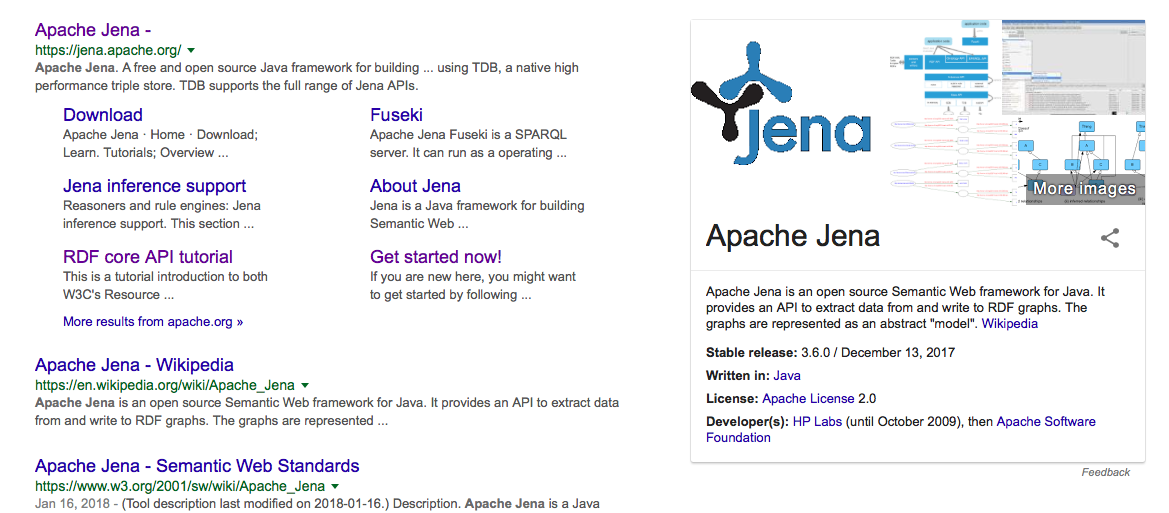 Apache Jena -
https://jena.apache.org/
Apache Jena. A free and open source Java framework for building ... using TDB, a native high
performance triple store. TDB supports the full range of Jena APIs.
Download
Apache Jena · Home · Download;
Learn. Tutorials; Overview ...
Fuseki
Apache Jena Fuseki is a SPARQL
server. It can run as a operating ...
Jena inference support
Reasoners and rule engines: Jena
inference support. This section ...
About Jena
Jena is a Java framework for building
Semantic Web ...
RDF core API tutorial
This is a tutorial introduction to both
W3C's Resource ...
Get started now!
If you are new here, you might want
to get started by following ...
More results from apache.org »
Apache Jena - Wikipedia
https://en.wikipedia.org/wiki/Apache_Jena
Apache Jena is an open source Semantic Web framework for Java. It provides an API to extract data
from and write to RDF graphs. The graphs are represented ...
Apache Jena - Semantic Web Standards
https://www.w3.org/2001/sw/wiki/Apache_Jena
Jan 16, 2018 - (Tool description last modified on 2018-01-16.) Description. Apache Jena is a Java
Jena
More images
Apache Jena
Apache Jena is an open source Semantic Web framework for Java. It
provides an API to extract data from and write to RDF graphs. The
graphs are represented as an abstract "model". Wikipedia
Stable release: 3.6.0 / December 13, 2017
Written in: Java
License: Apache License 2.0
Developer(s): HP Labs (until October 2009), then Apache Software
Foundation
Feedback